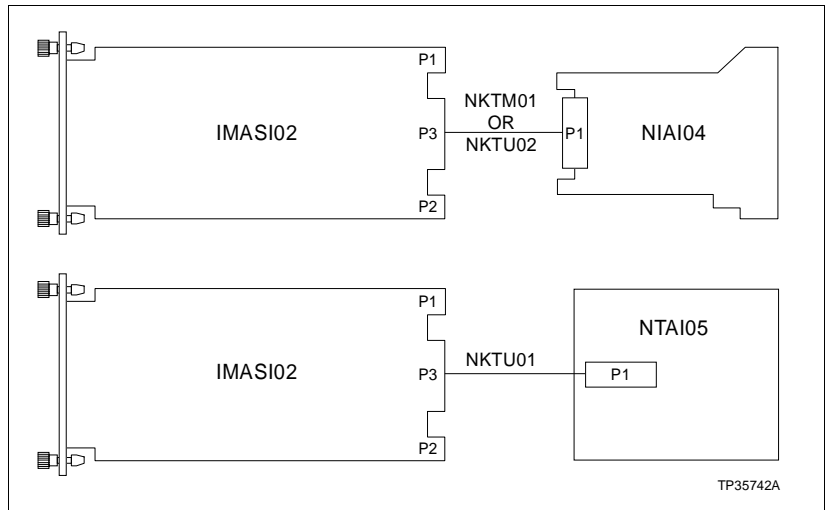 P1
NKTM01
OR
NKTU02
IMASI02
P3
P1
NIAI04
P2
P1
NTAI05
IMASI02
NKTU01
P3
P1
P2
TP35742A